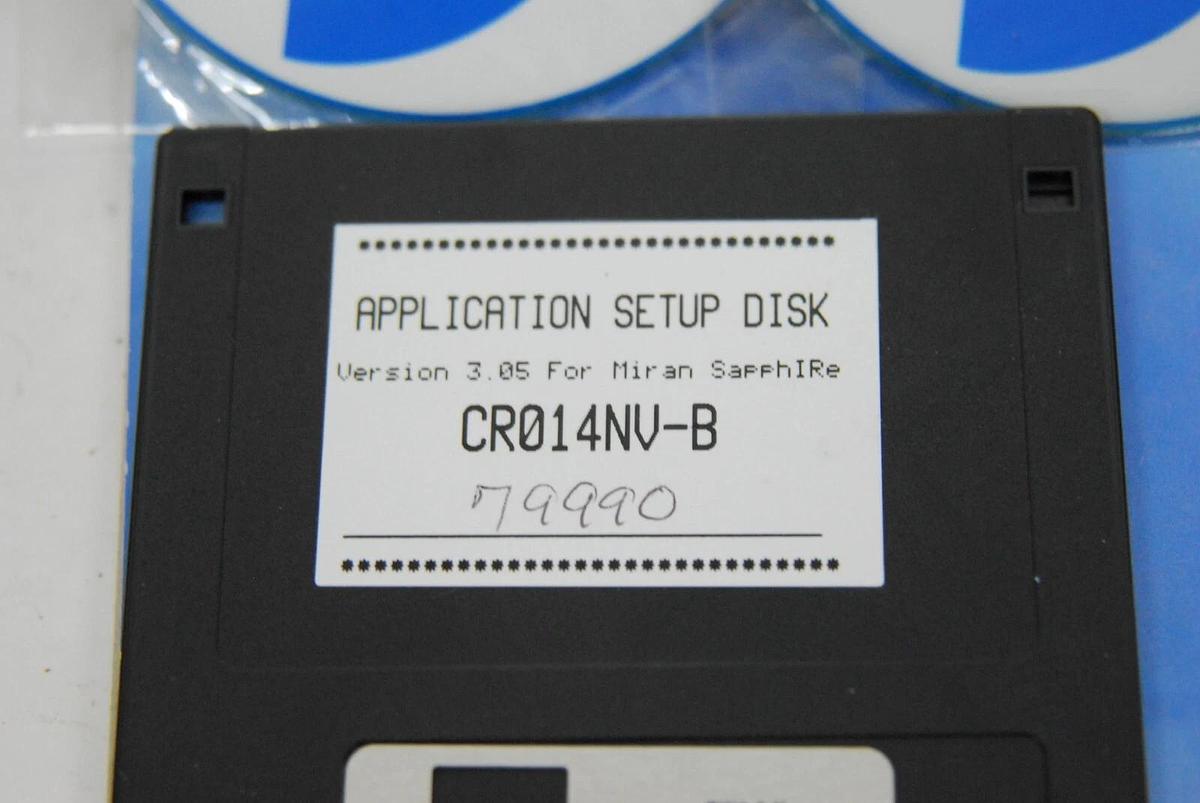 ******************************
APPLICATION SETUP DISK
Version 3.05 For Miran SapphIRe
CR014NV-B
79990
******************************